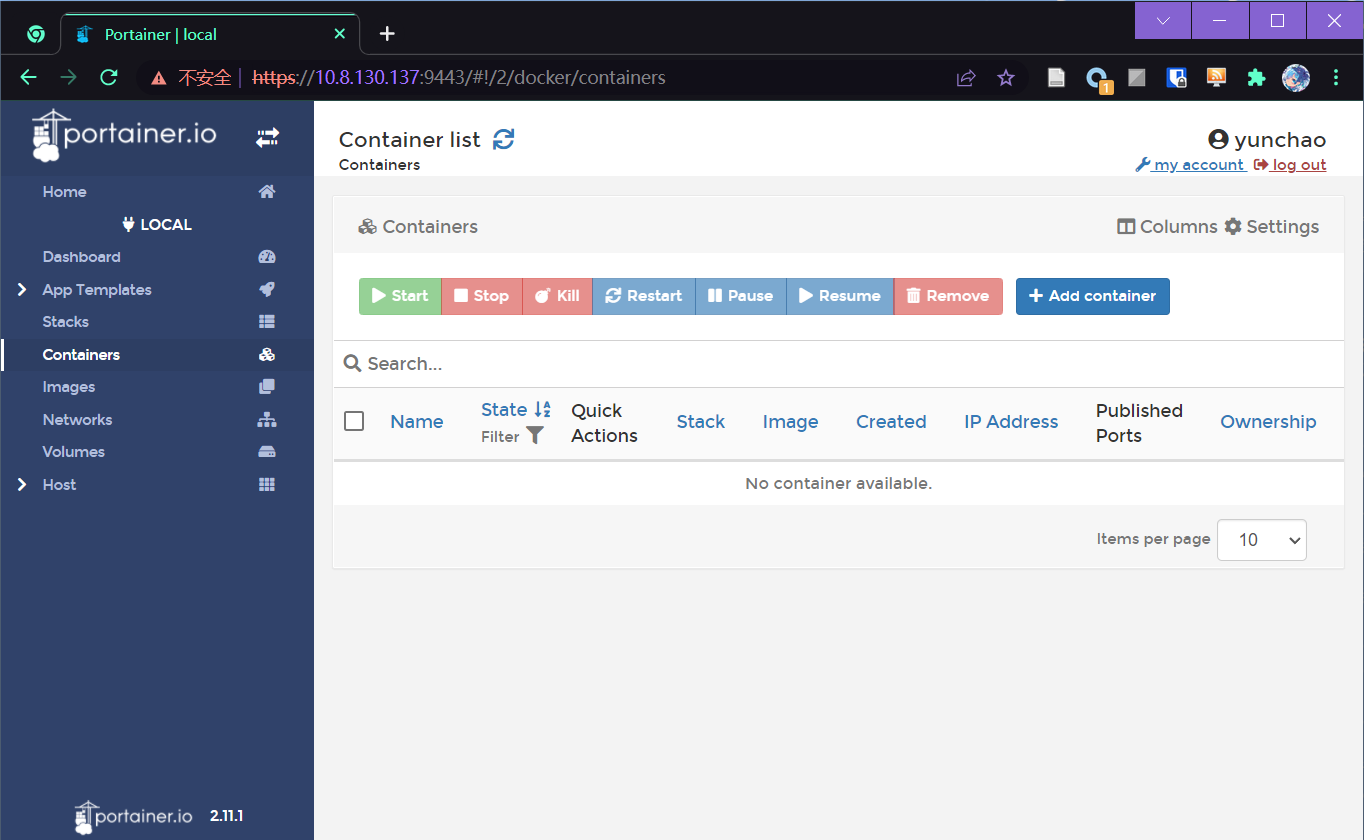 Portainer | local
不安全 https://10.8.130.137:9443/#!/2/docker/containers
1
portainer.io
Home
LOCAL
Dashboard
App Templates
Stacks
Containers
Images
Networks
Volumes
Host
portainer.io 2.11.1
Container list
Containers
yunchao
my account log out
Containers
Columns Settings
Start Stop Kill Restart Pause Resume Remove Add container
Search...
Name State Filter Quick Actions Stack Image Created IP Address Published Ports Ownership
No container available.
Items per page 10